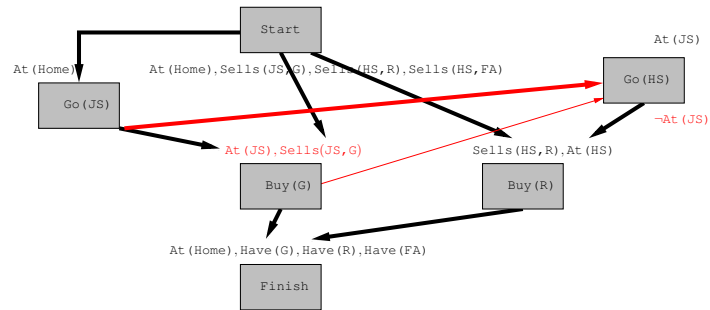 Start
At(JS)
At(Home)
At(Home),Sells(JS,G),Sells(HS,R),Sells(HS,FA)
Go(JS)
Go(HS)
¬At(JS)
At(JS),Sells(JS,G)
Sells(HS,R),At(HS)
Buy(G)
Buy(R)
At(Home),Have(G),Have(R),Have(FA)
Finish